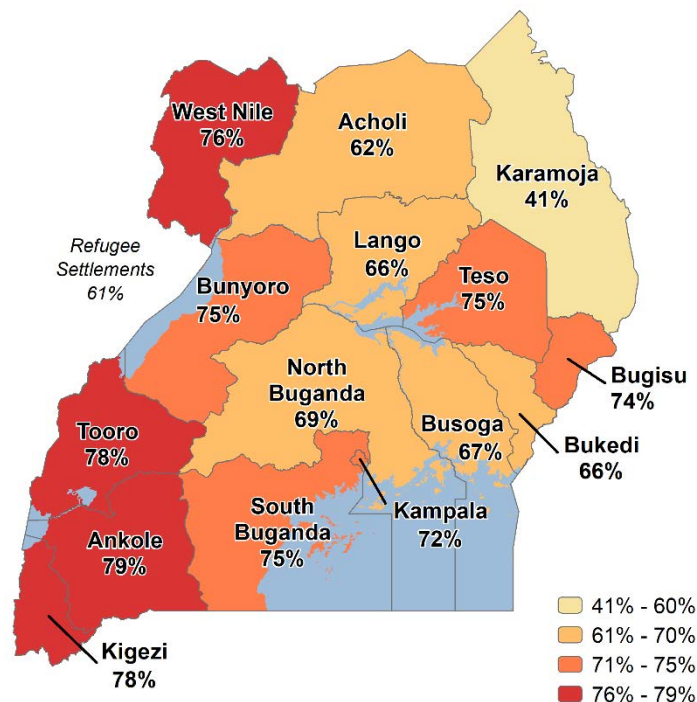 West Nile
76%
Acholi
62%
Karamoja
41%
Refugee
Settlements
61%
Lango
66%
Bunyoro
75%
Teso
75%
North
Buganda
69%
Bugisu
74%
Tooro
78%
Busoga
67%
Bukedi
66%
South
Buganda
75%
Kampala
72%
Ankole
79%
Kigezi
78%
41% - 60%
61% - 70%
71% - 75%
76% - 79%